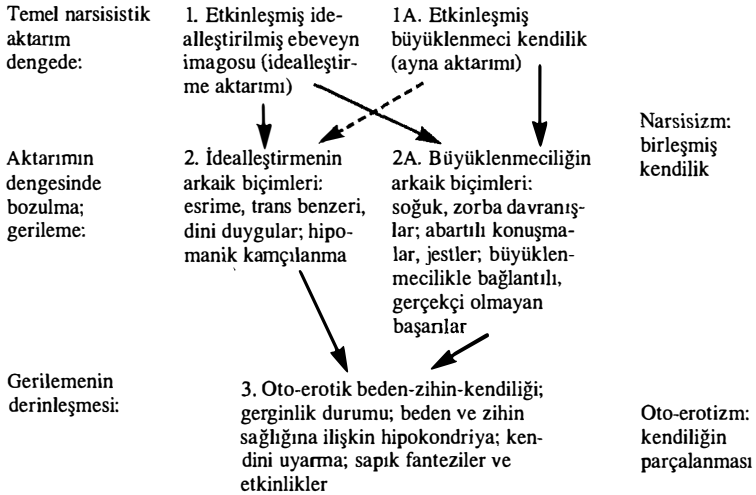 Temel narsisistik
aktarım
dengede:
1. Etkinleşmiş ide-
alleştirilmiş ebeveyn
imagosu (idealleştir-
me aktarımı)
1A. Etkinleşmiş
büyüklenmeci kendilik
(ayna aktarımı)
Narsisizm:
birleşmiş
kendilik
Aktarımın
dengesinde
bozulma;
gerileme:
2. İdealleştirmenin
arkaik biçimleri:
esrime, trans benzeri,
dini duygular; hipo-
manik kamçılanma
2A. Büyüklenmeciliğin
arkaik biçimleri:
soğuk, zorba davranış-
lar; abartılı konuşma-
lar, jestler; büyüklen-
mecilikle bağlantılı,
gerçekçi olmayan
başarılar
Gerilemenin
derinleşmesi:
3. Oto-erotik beden-zihin-kendiliği;
gerginlik durumu; beden ve zihin
sağlığına ilişkin hipokondriya; ken-
dini uyarma; sapık fanteziler ve
etkinlikler
Oto-erotizm:
kendiliğin
parçalanması